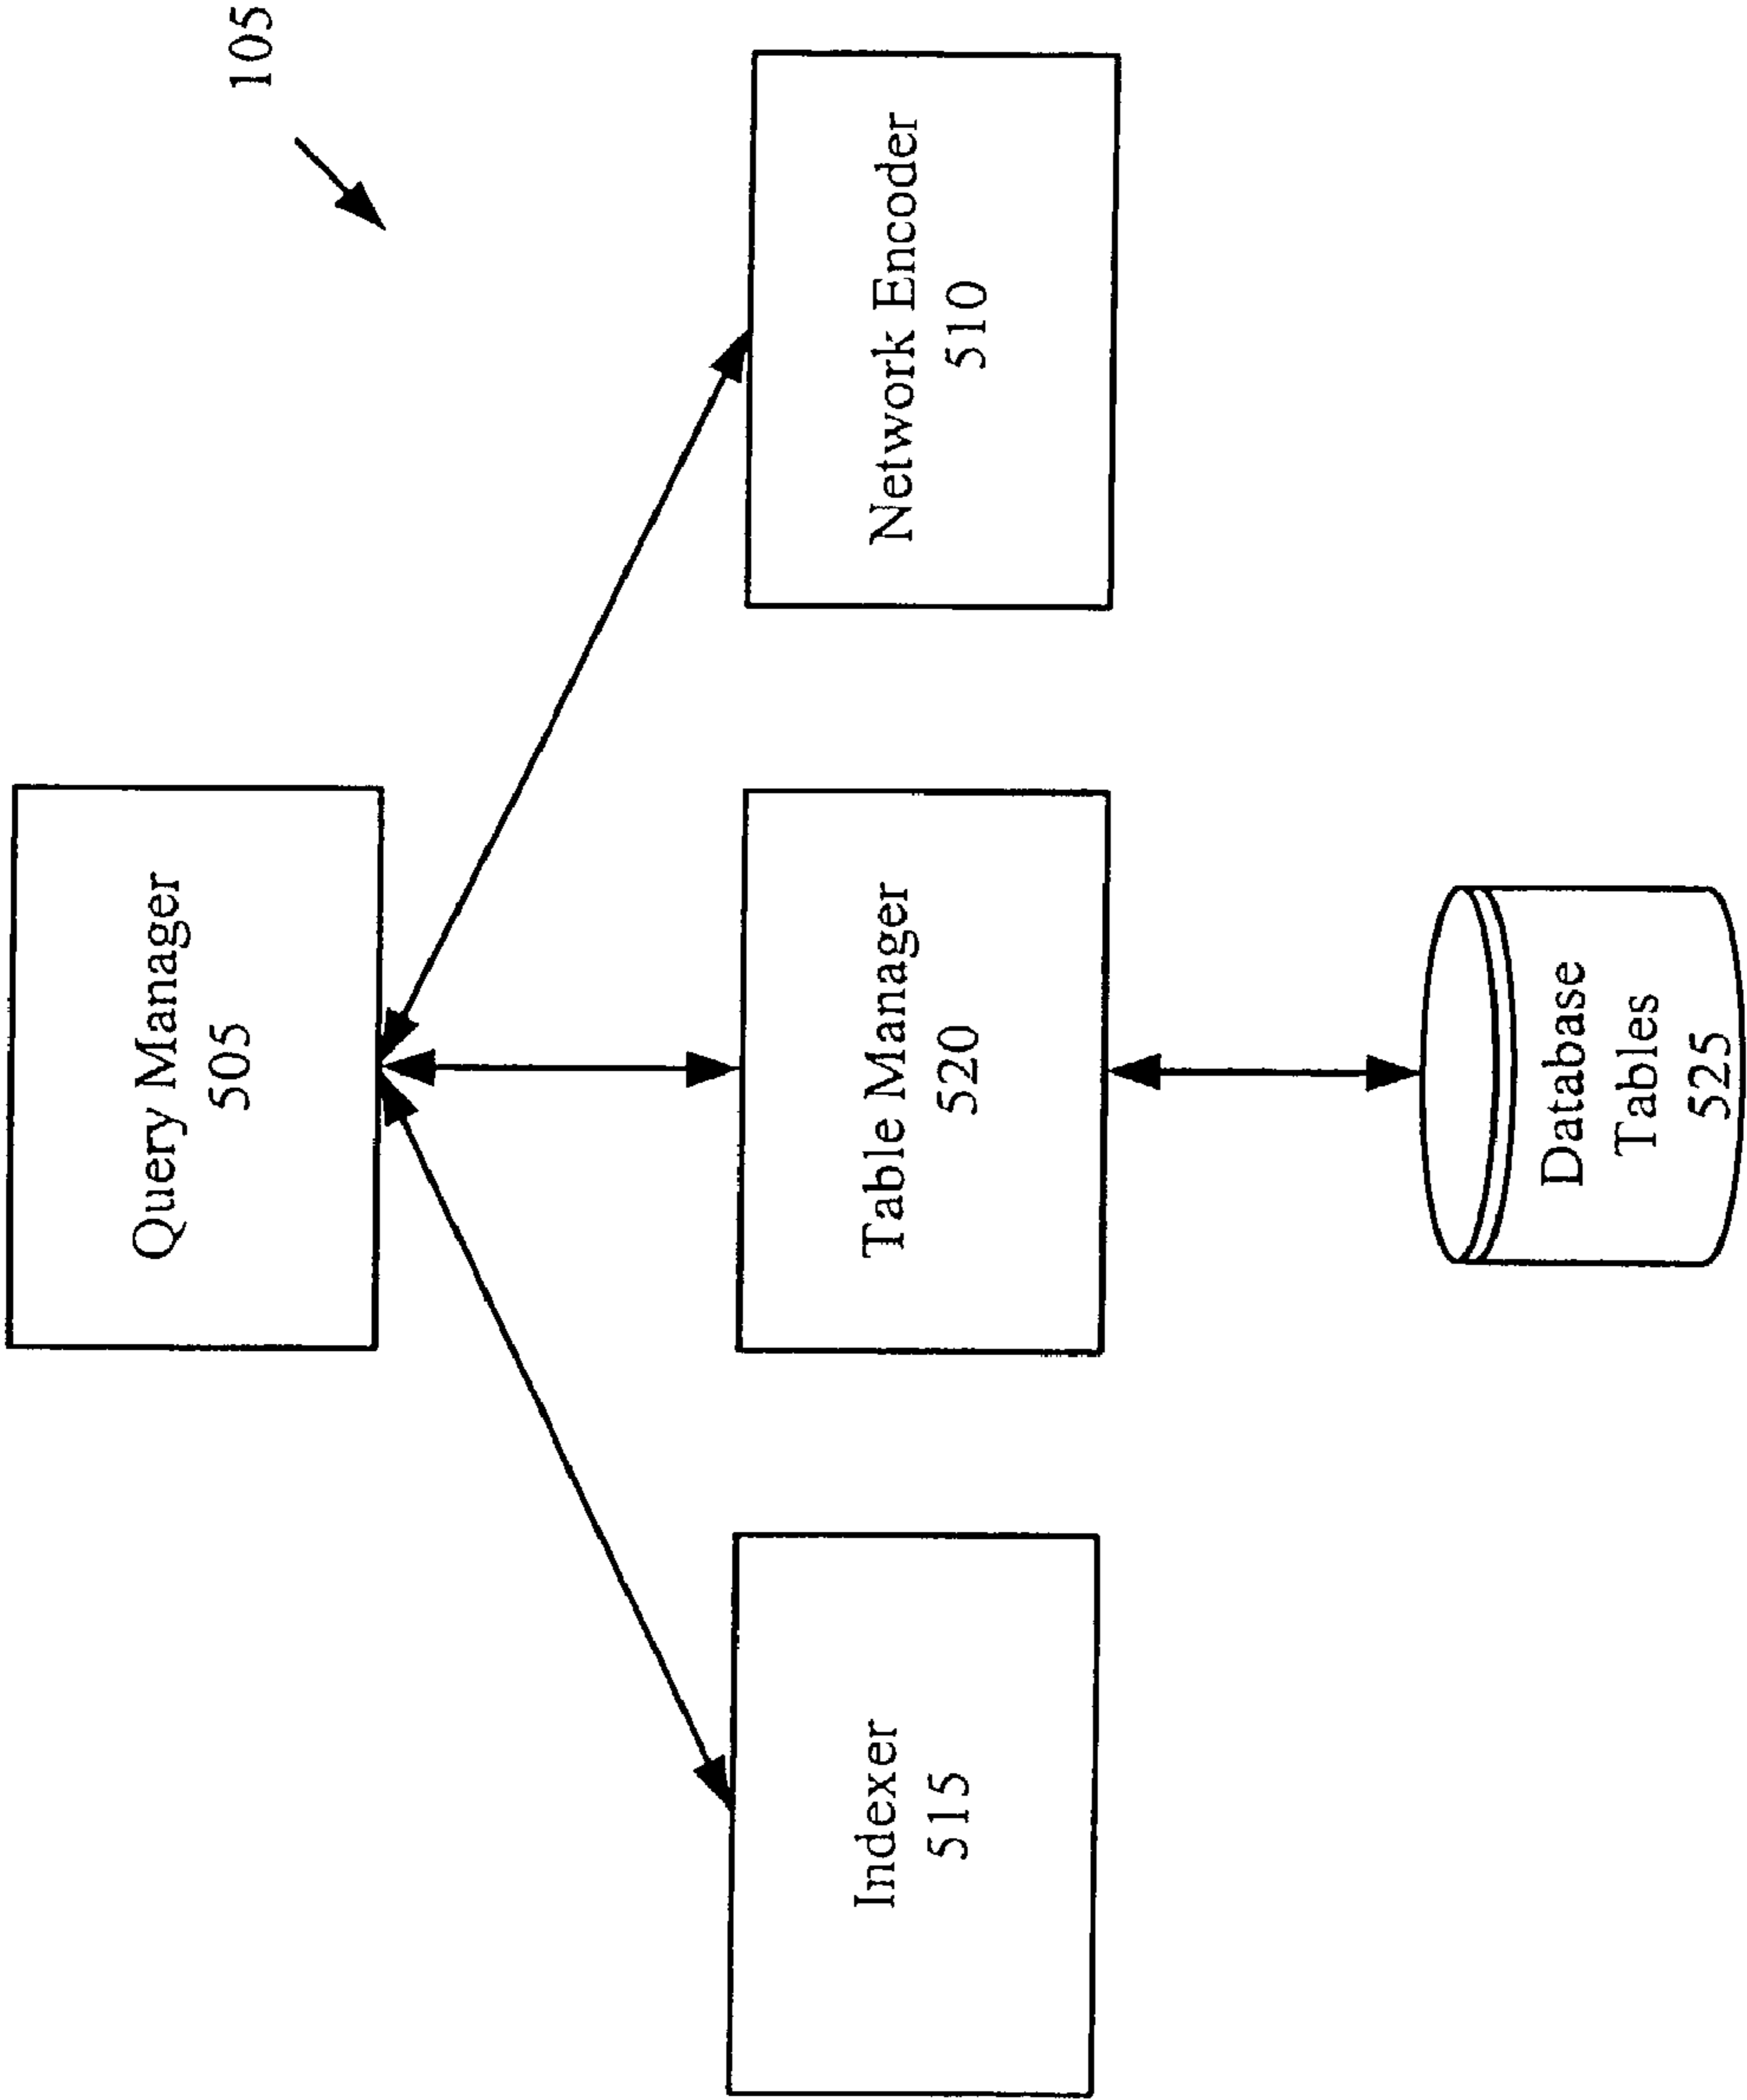 105
Query Manager
505
Indexer
515
Table Manager
520
Network Encoder
510
Database
Tables
525